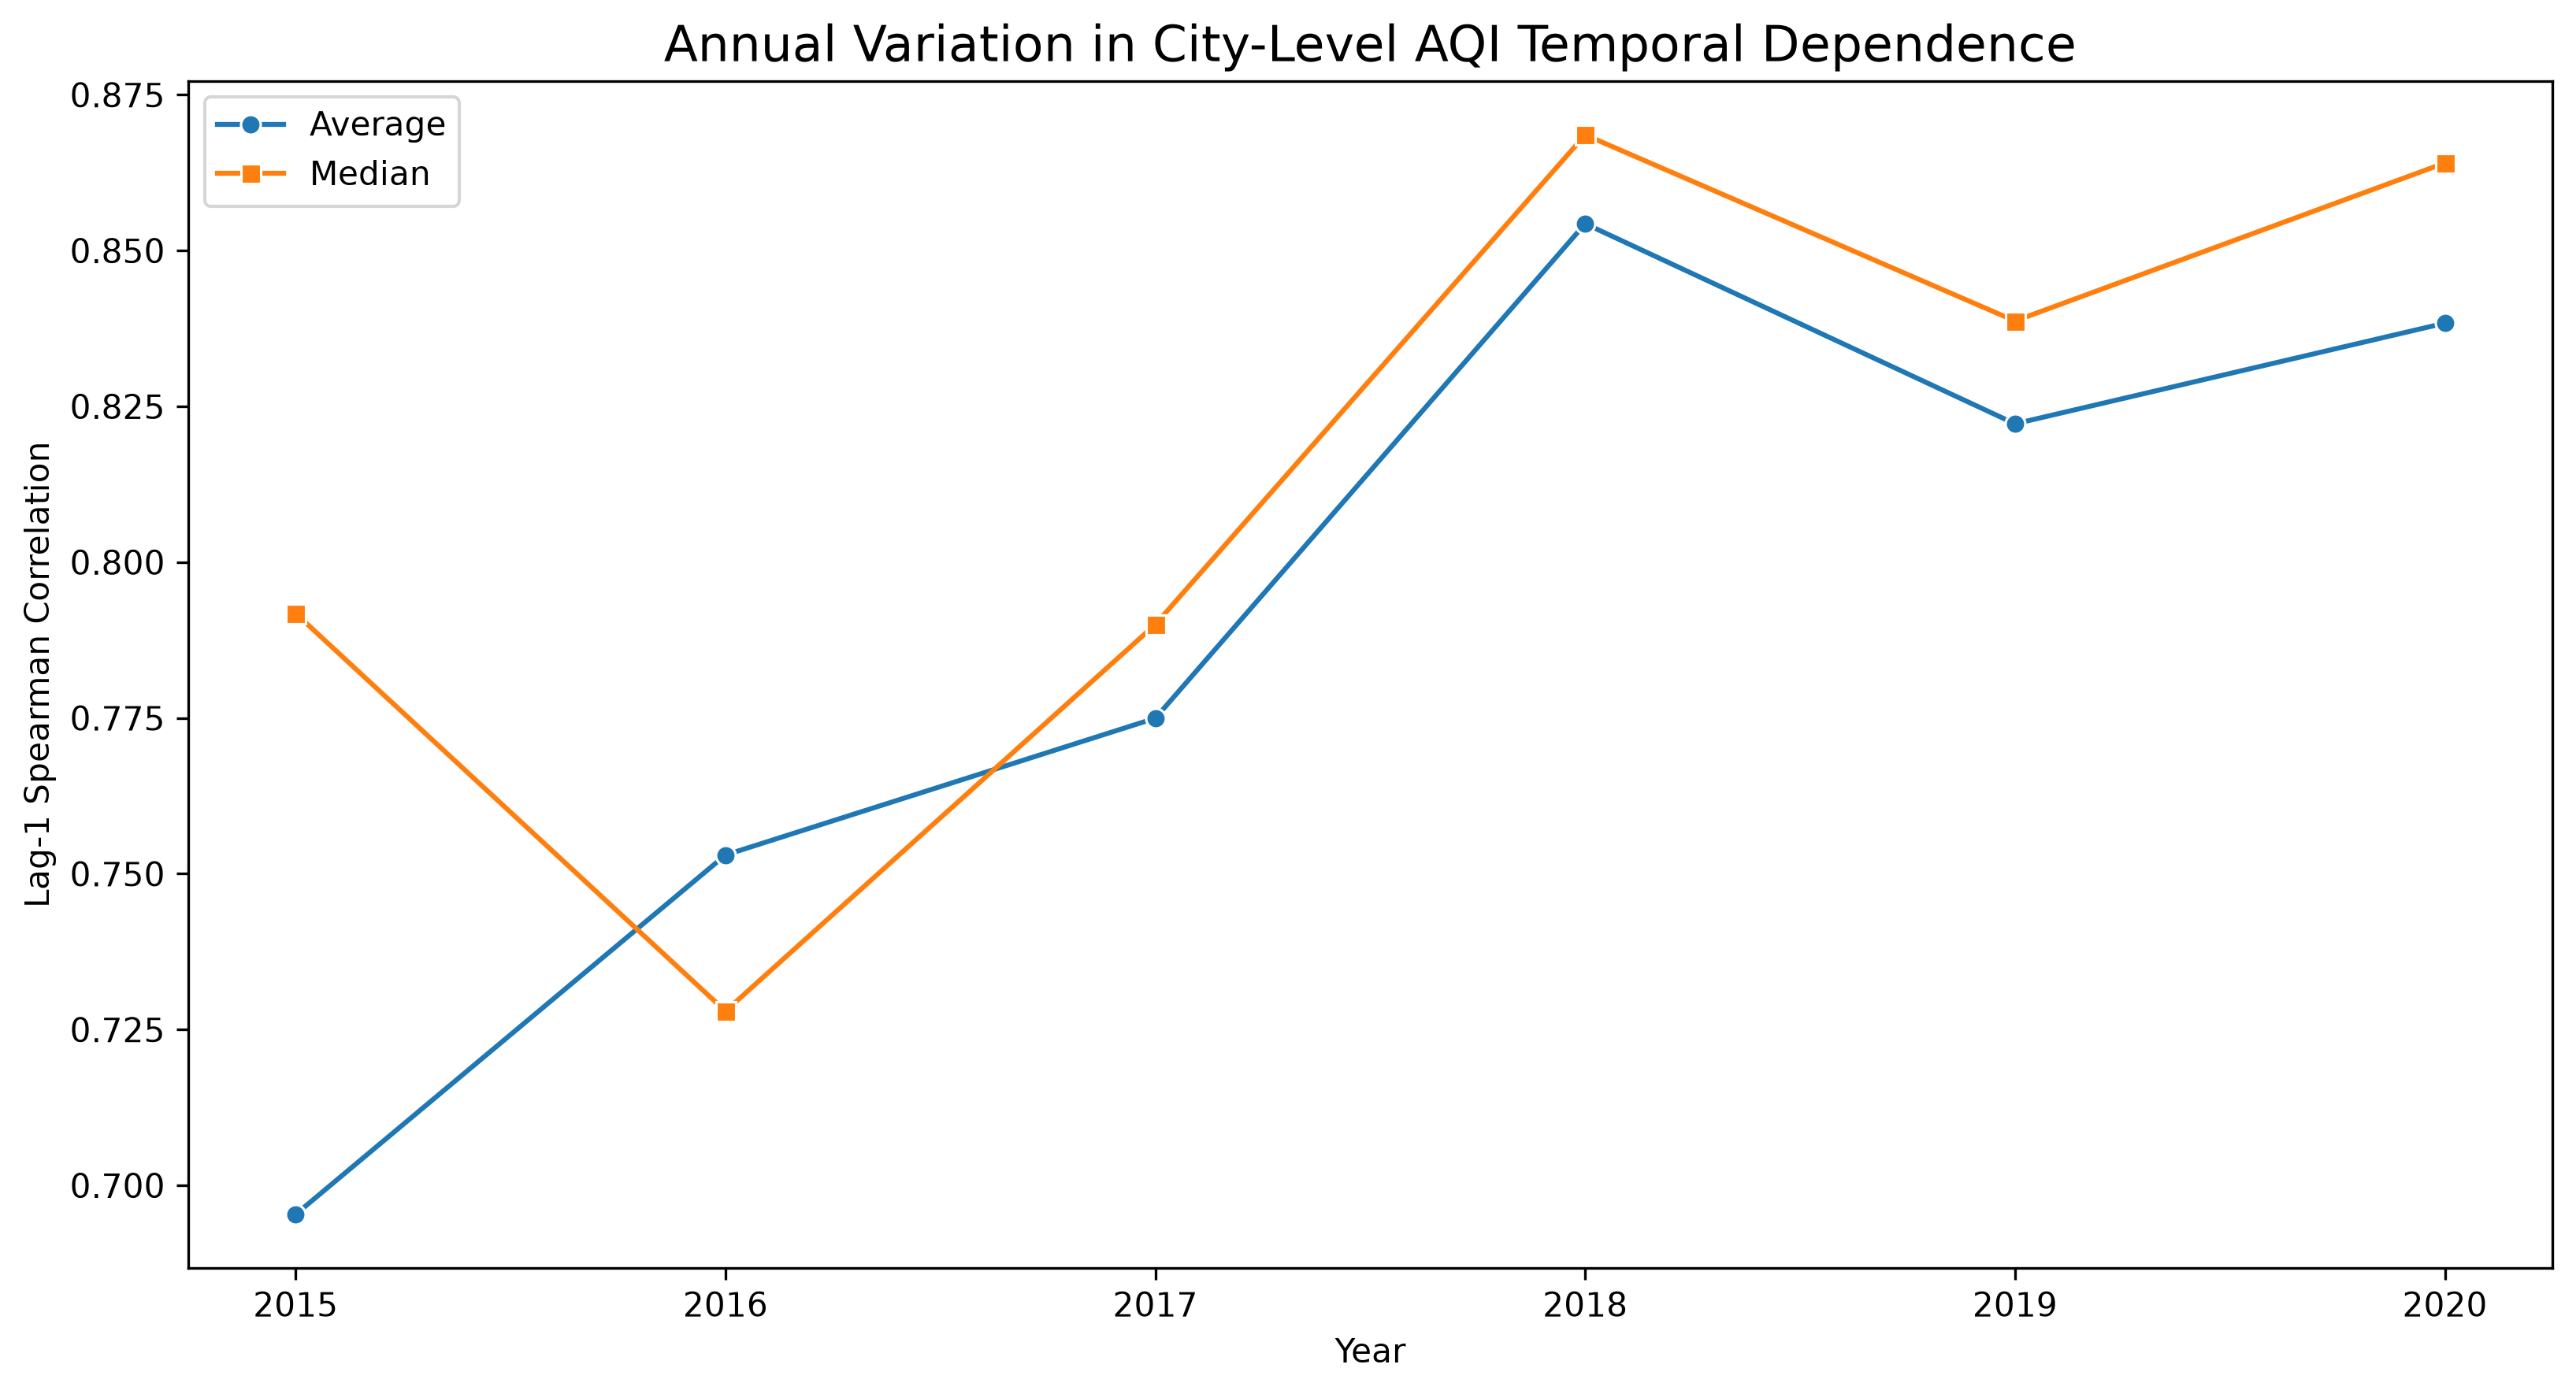 Annual Variation in City-Level AQI Temporal Dependence
Average
Median
Lag-1 Spearman Correlation
0.875
0.850
0.825
0.800
0.775
0.750
0.725
0.700
2015 2016 2017 2018 2019 2020
Year